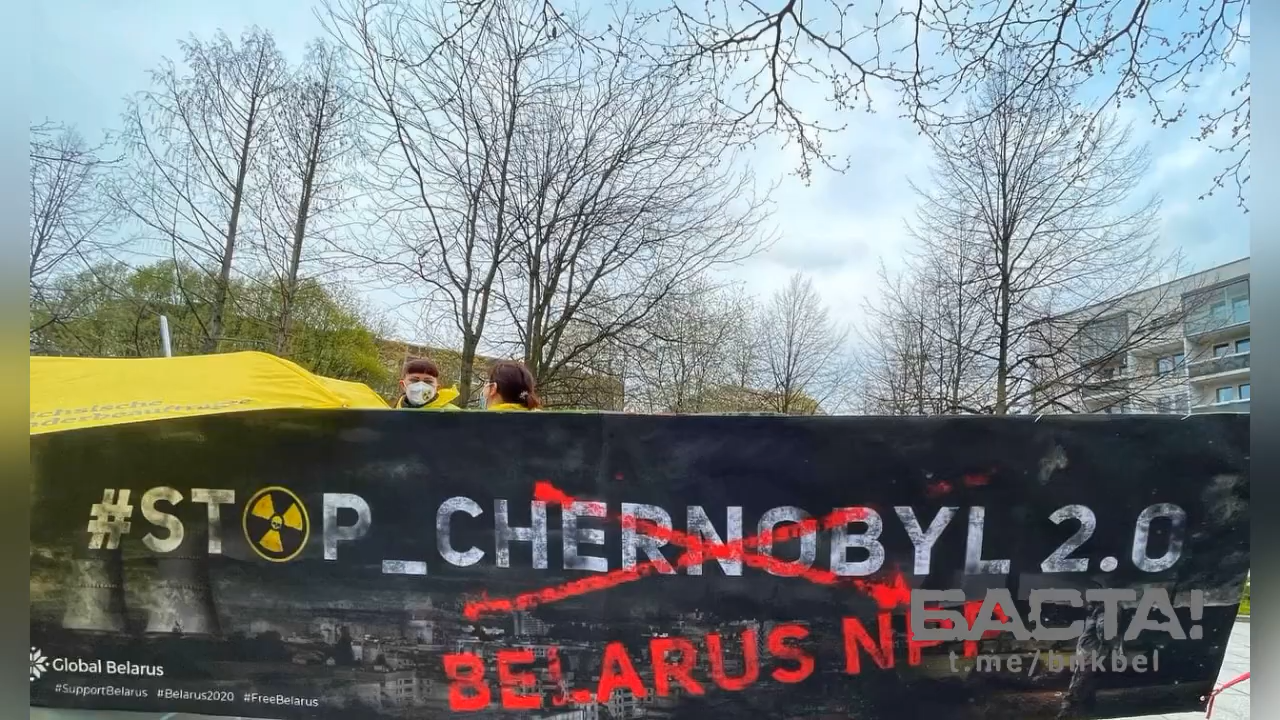 #STOP_CHERNOBYL 2.0
BELARUS NPP
БАСТА!
t.me/bnkbel
Global Belarus
#SupportBelarus #Belarus2020 #FreeBelarus